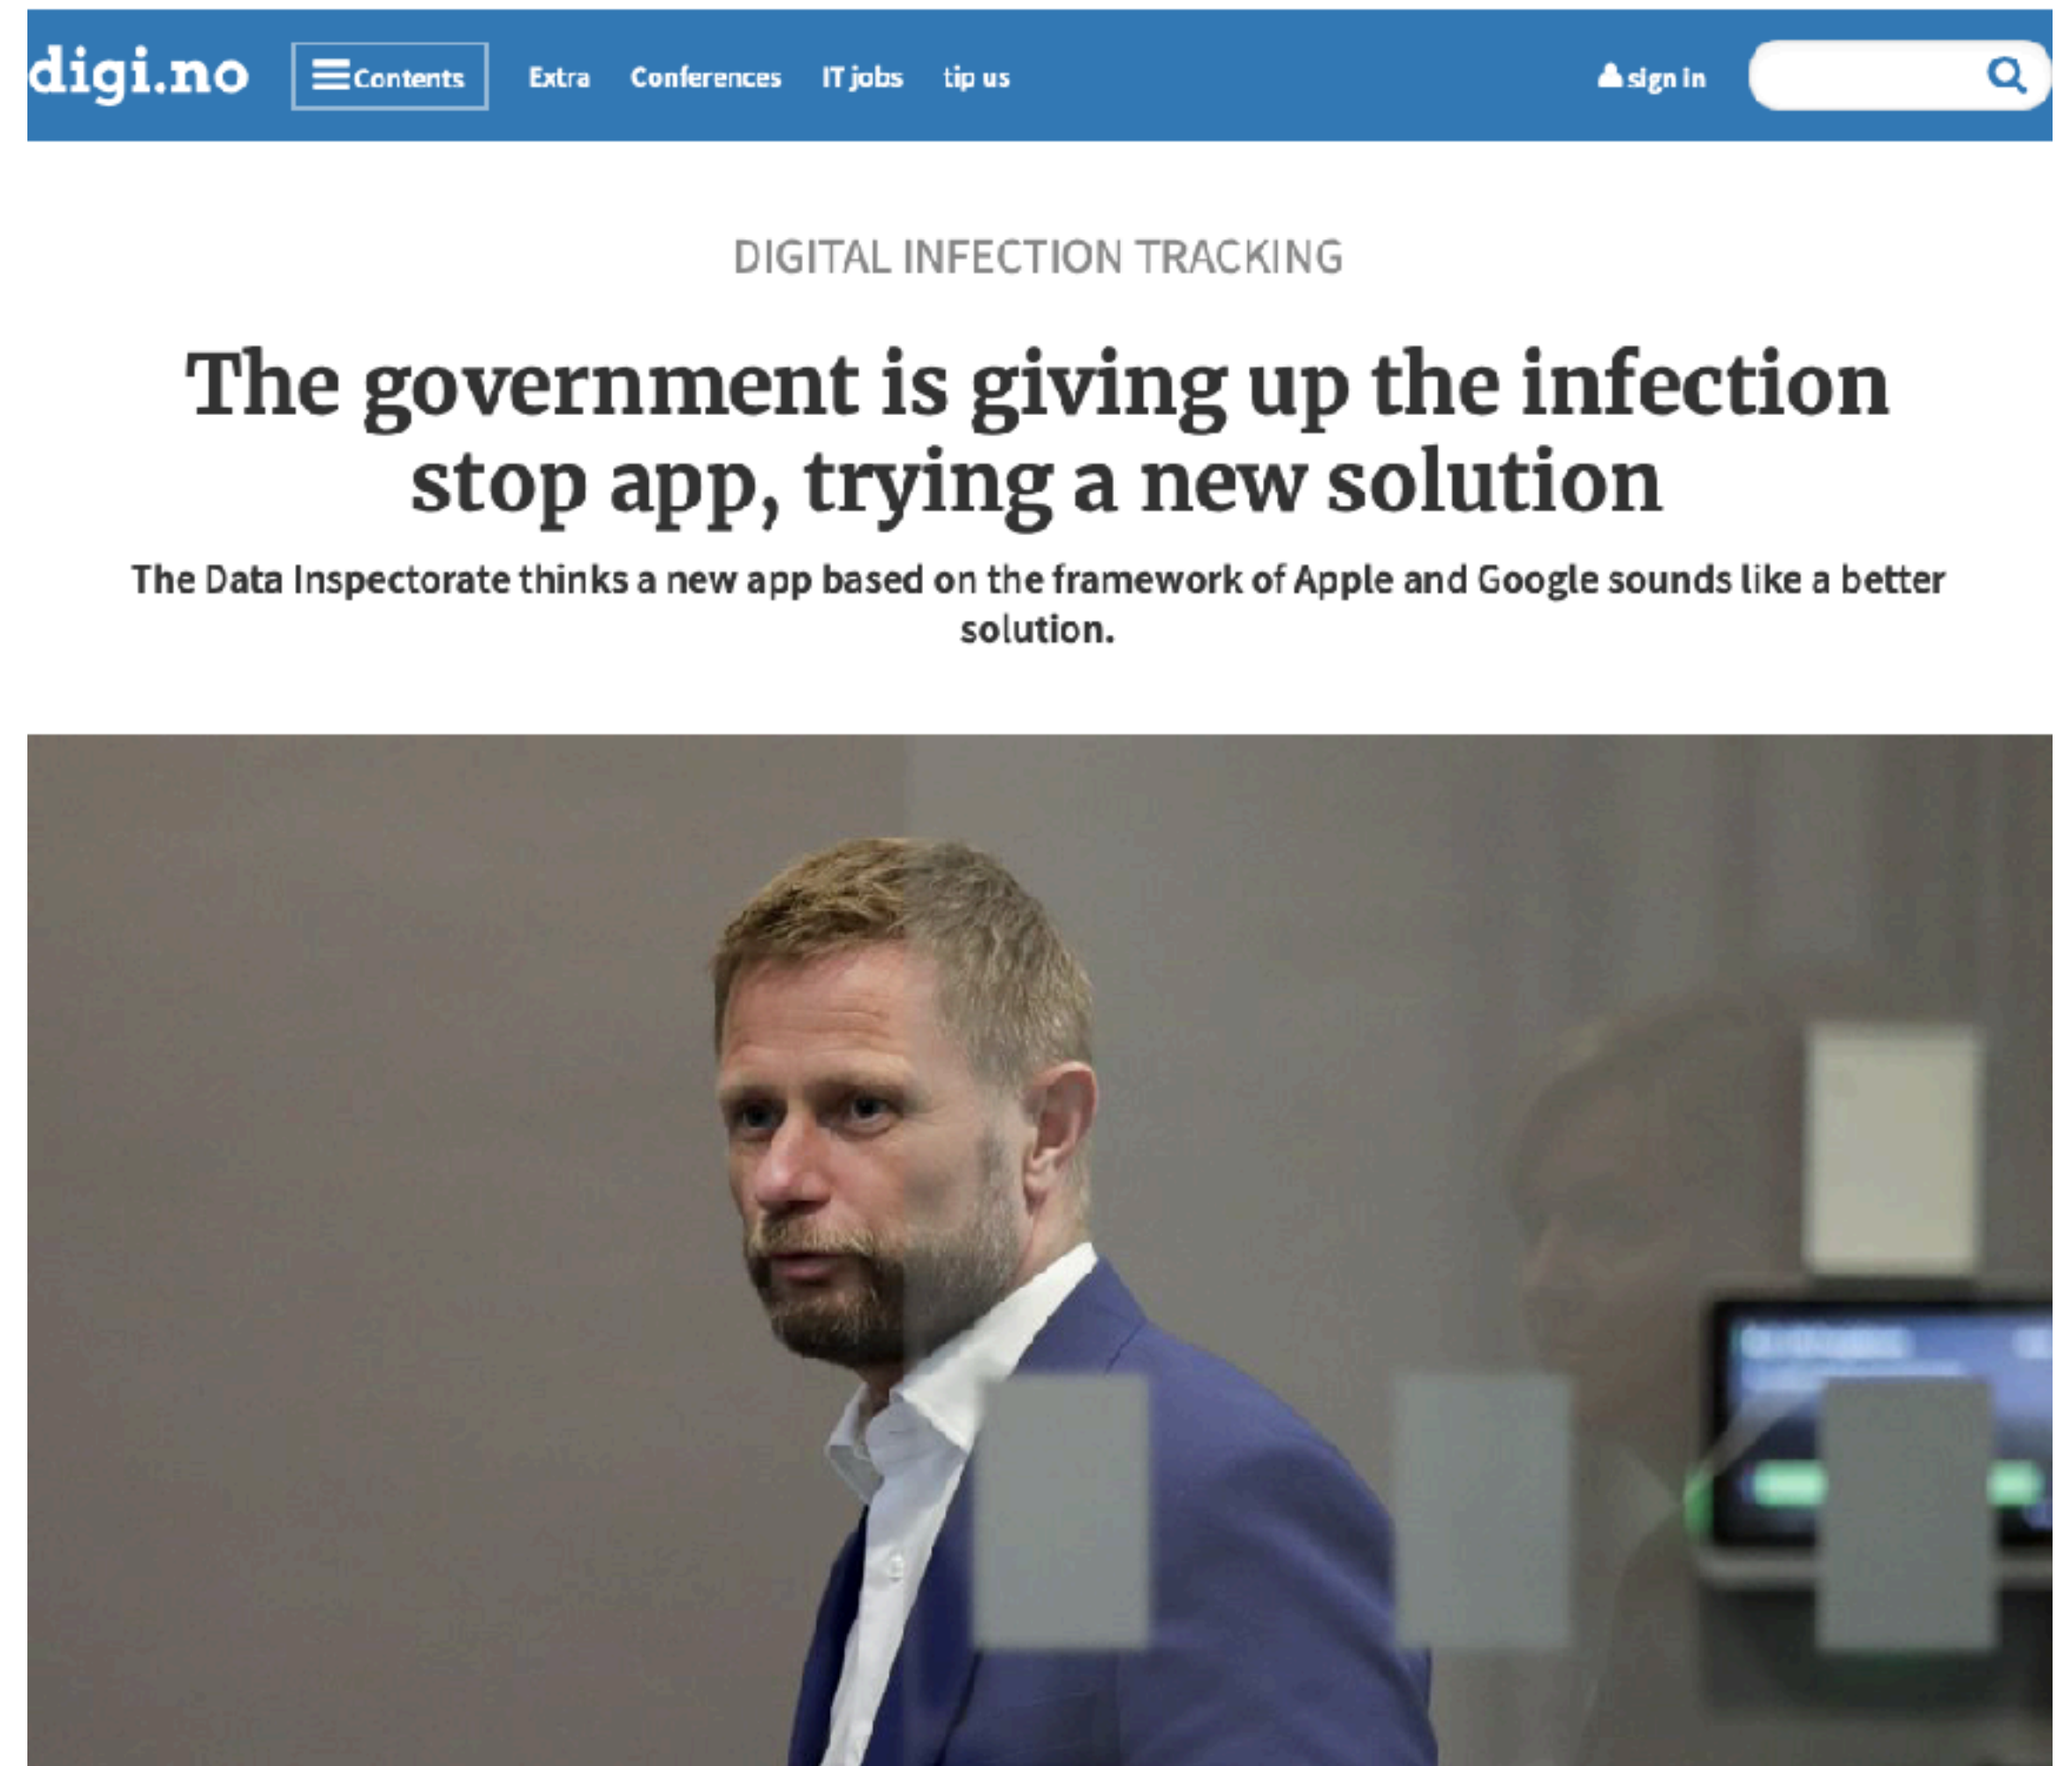 digi.no
Contents
Extra
Conferences
IT jobs
tip us
sign in
DIGITAL INFECTION TRACKING
The government is giving up the infection
stop app, trying a new solution
The Data Inspectorate thinks a new app based on the framework of Apple and Google sounds like a better
solution.